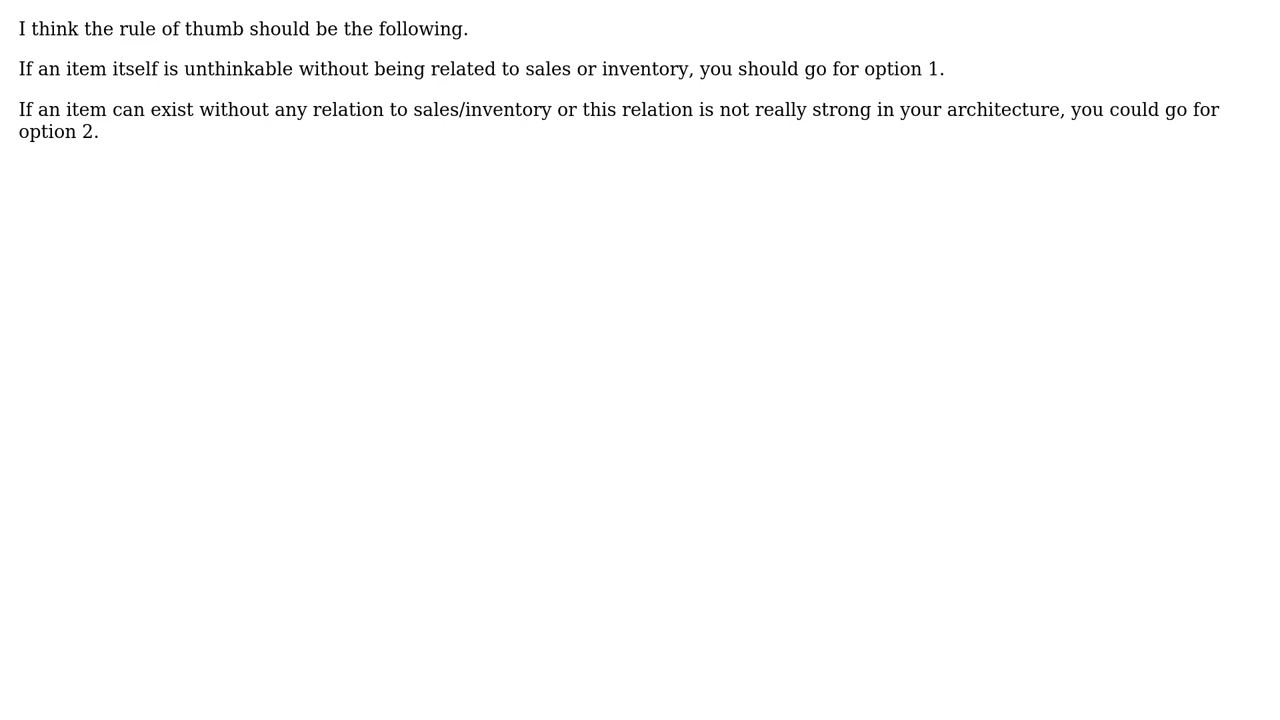 I think the rule of thumb should be the following.
If an item itself is unthinkable without being related to sales or inventory, you should go for option 1.
If an item can exist without any relation to sales/inventory or this relation is not really strong in your architecture, you could go for
option 2.